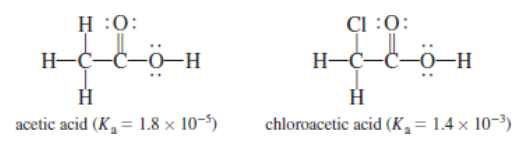 H :O: Cl :O:
H—C—C—Ö—H H—C—C—Ö—H
H H
acetic acid (Kₐ = 1.8 × 10⁻⁵) chloroacetic acid (Kₐ = 1.4 × 10⁻³)